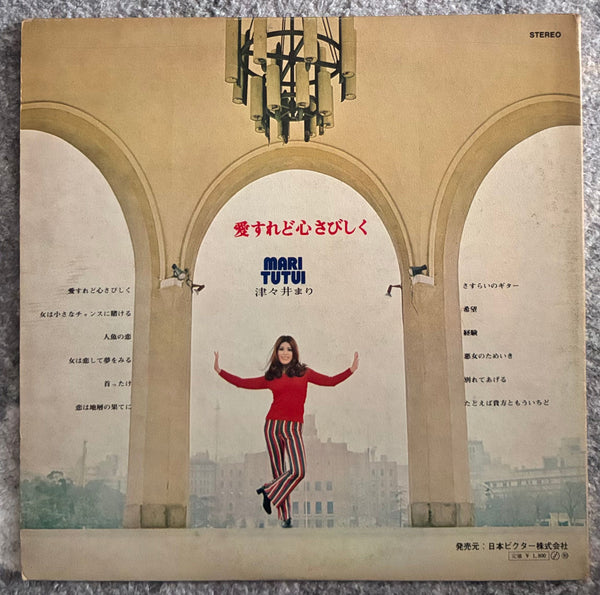 STEREO
愛すれど心さびしく
MARI
TUTUI
津々井まり
愛すれど心さびしく
女は小さなチャンスに賭ける
人魚の恋
女は恋して夢をみる
首ったけ
恋は地層の果てに
さすらいのギター
希望
経験
悪女のためいき
別れてあげる
たとえば貴方ともういちど
発売元:日本ビクター株式会社
定価 ¥1,800